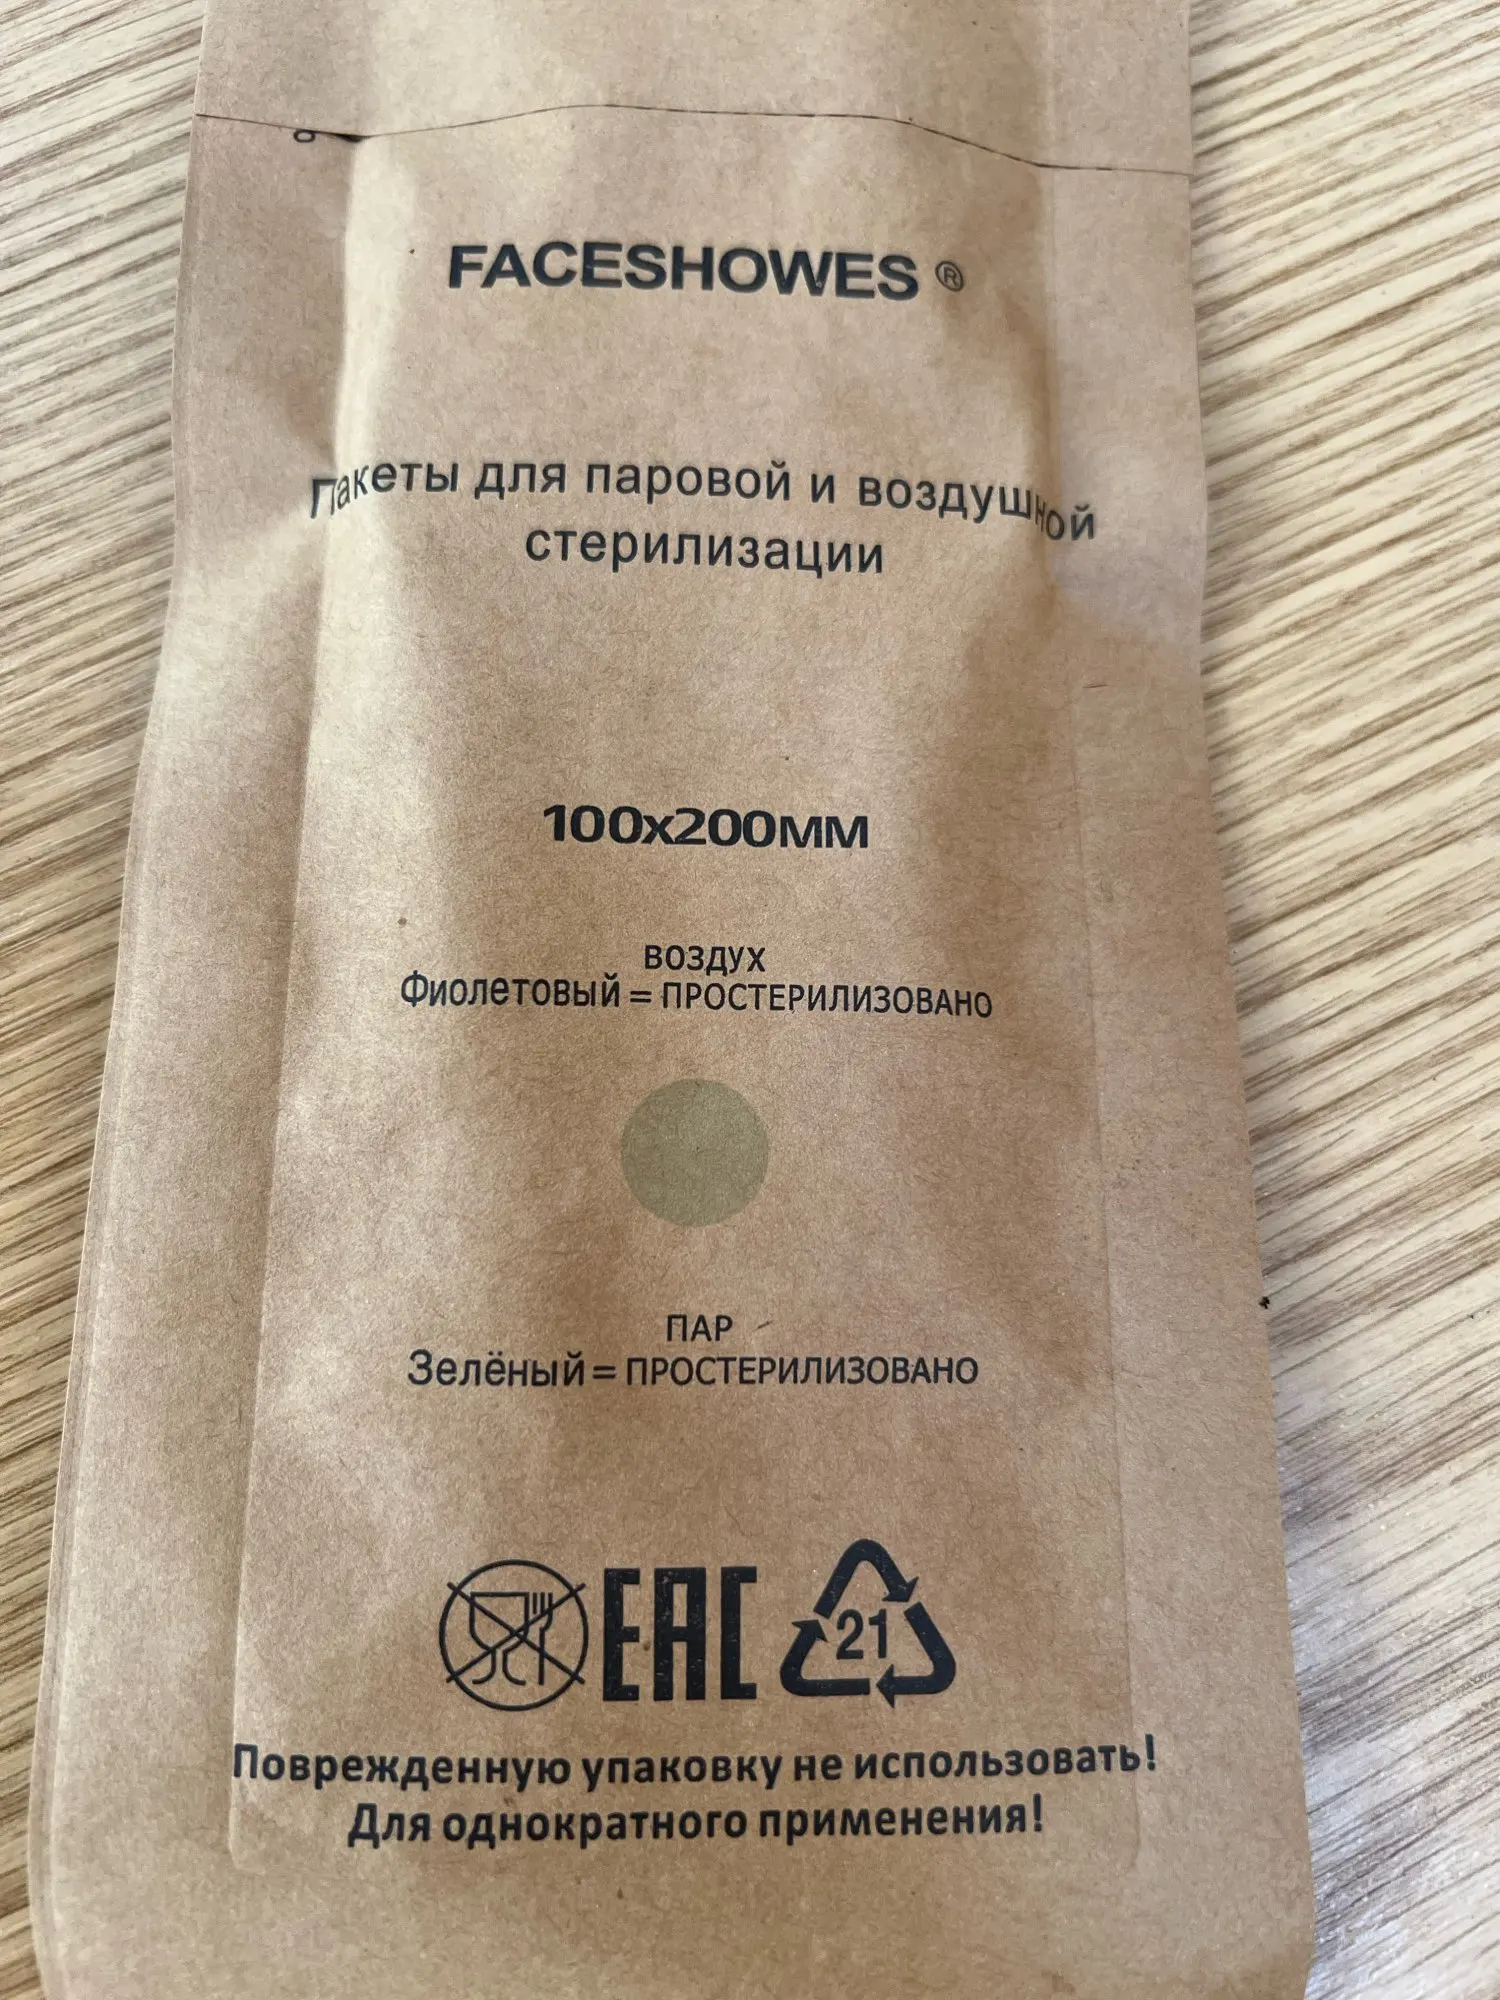 FACESHOWES ®
Пакеты для паровой и воздушной
стерилизации
100x200мм
ВОЗДУХ
Фиолетовый = ПРОСТЕРИЛИЗОВАНО
ПАР
Зелёный = ПРОСТЕРИЛИЗОВАНО
EAC
21
Поврежденную упаковку не использовать!
Для однократного применения!